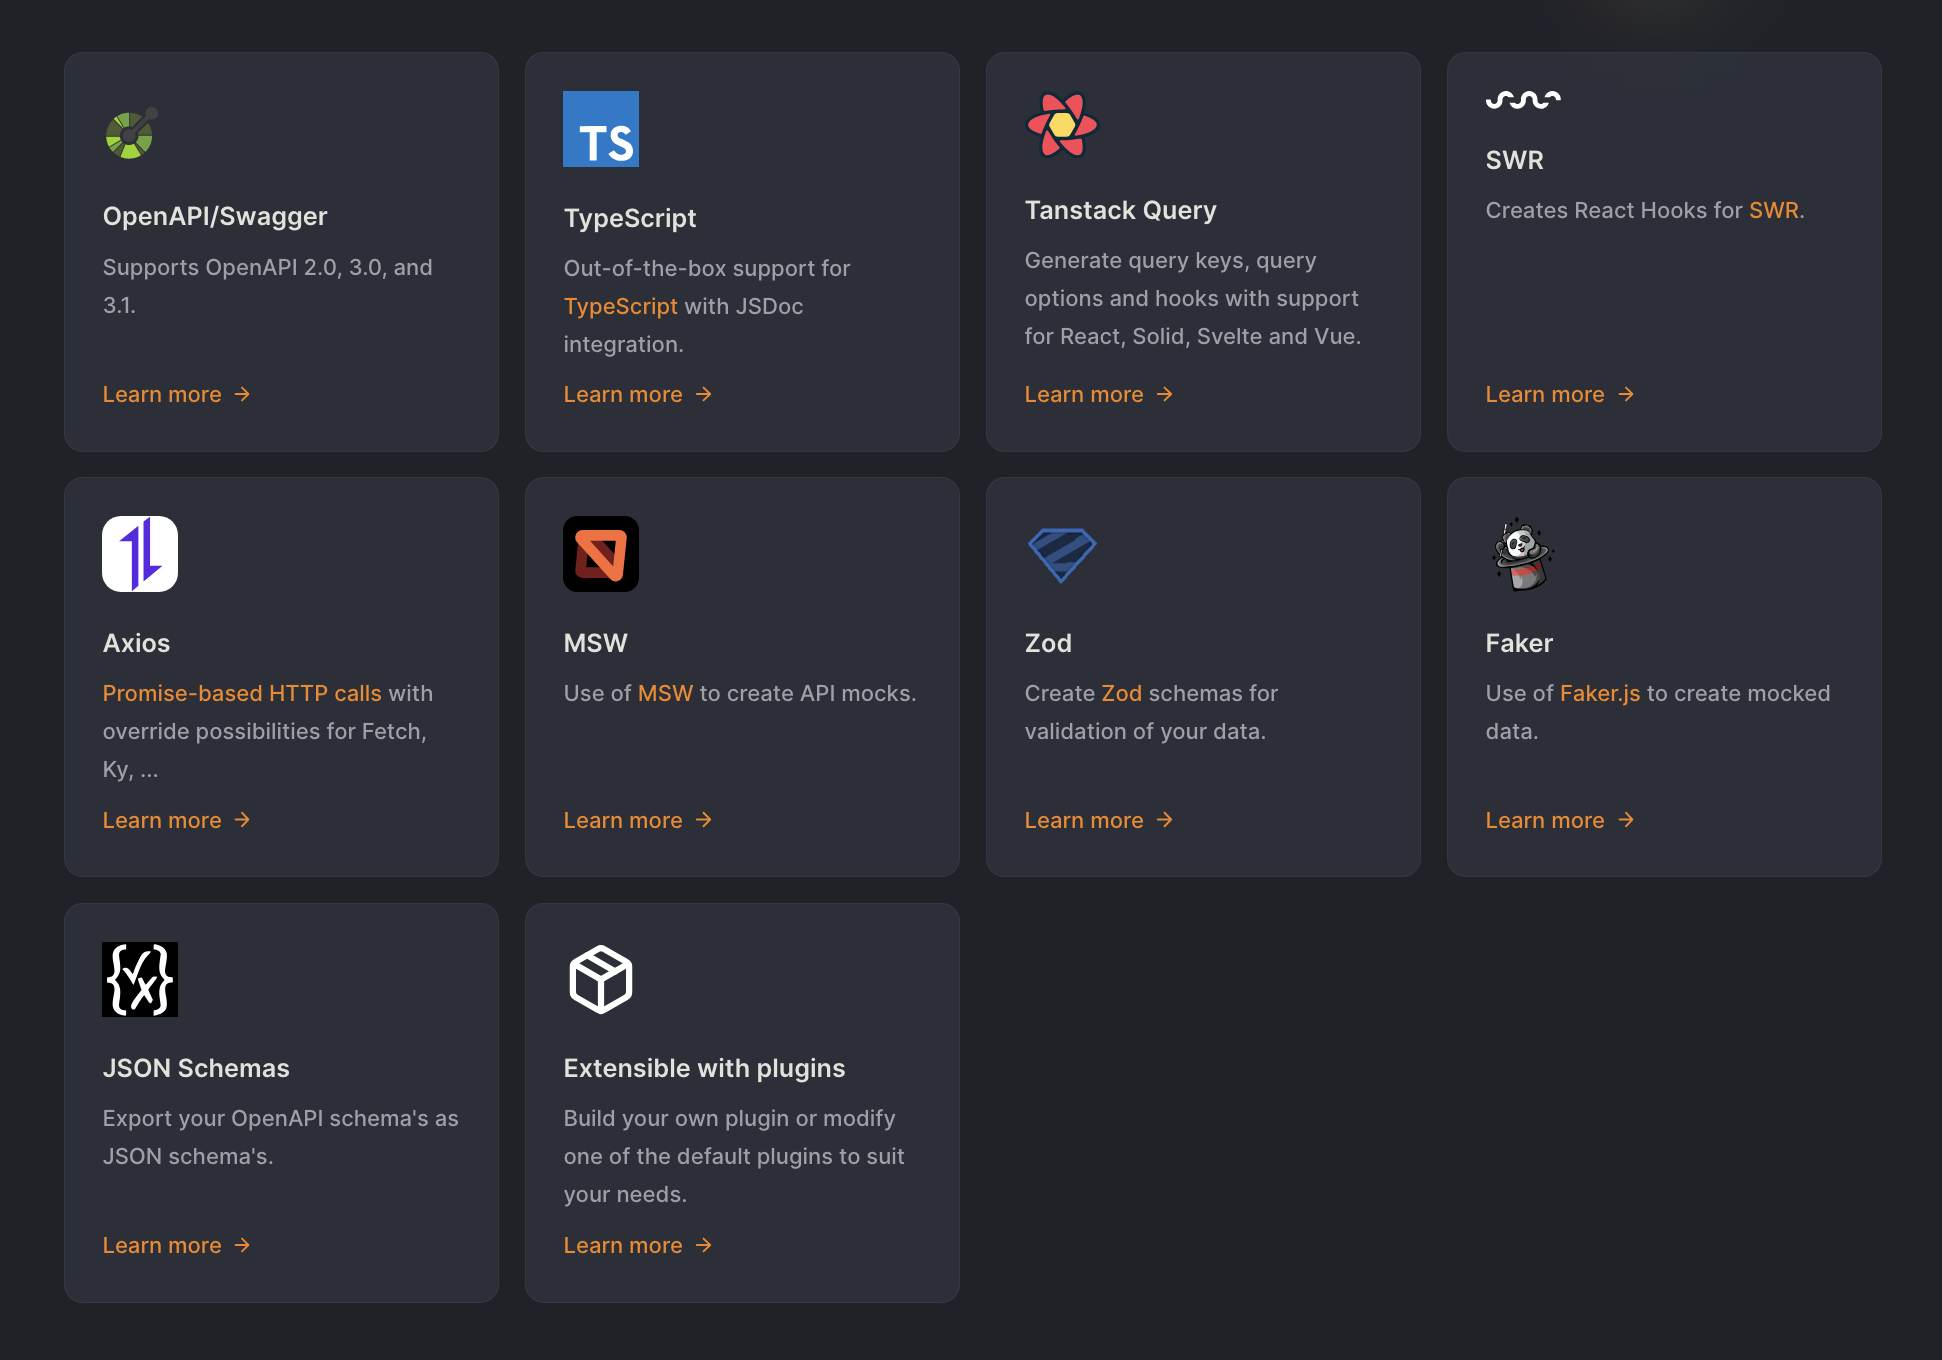 OpenAPI/Swagger
Supports OpenAPI 2.0, 3.0, and
3.1.
Learn more →
TS
TypeScript
Out-of-the-box support for
TypeScript with JSDoc
integration.
Learn more →
Tanstack Query
Generate query keys, query
options and hooks with support
for React, Solid, Svelte and Vue.
Learn more →
SWR
Creates React Hooks for SWR.
Learn more →
Axios
Promise-based HTTP calls with
override possibilities for Fetch,
Ky, ...
Learn more →
MSW
Use of MSW to create API mocks.
Learn more →
Zod
Create Zod schemas for
validation of your data.
Learn more →
Faker
Use of Faker.js to create mocked
data.
Learn more →
JSON Schemas
Export your OpenAPI schema's as
JSON schema's.
Learn more →
Extensible with plugins
Build your own plugin or modify
one of the default plugins to suit
your needs.
Learn more →